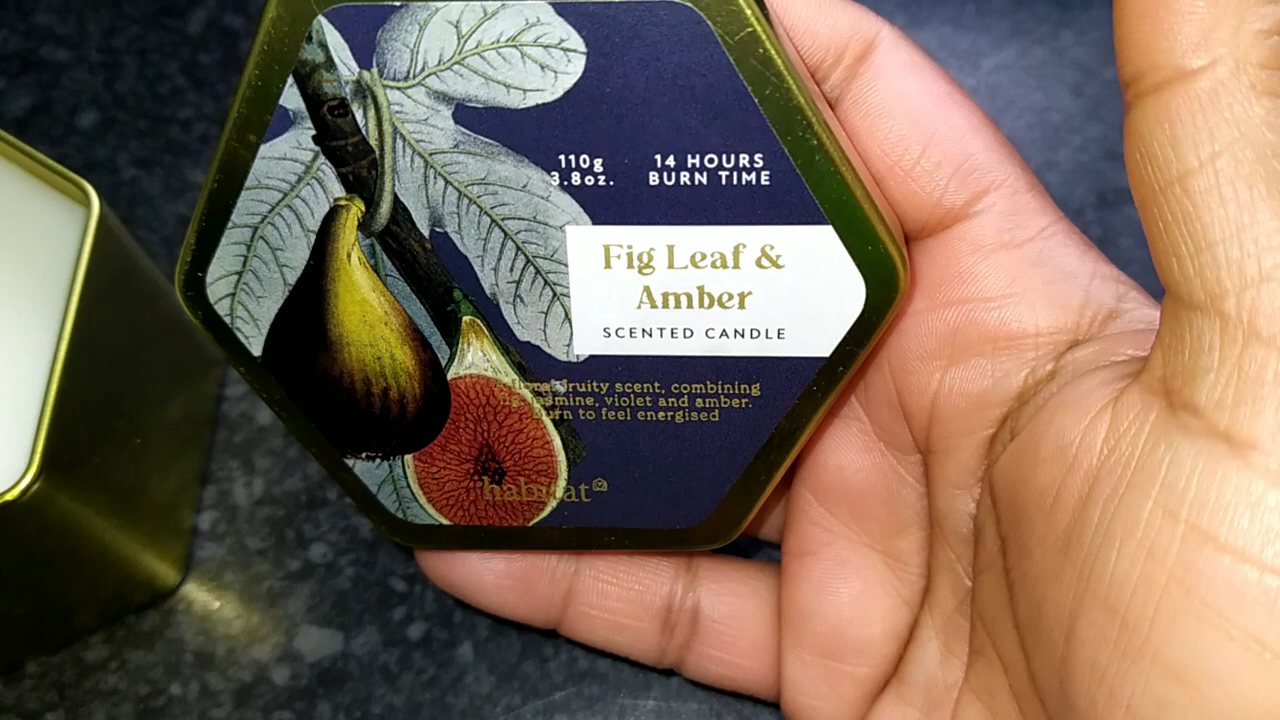 110g
3.8oz.
14 HOURS
BURN TIME
Fig Leaf &
Amber
SCENTED CANDLE
fruity scent, combining
fig, jasmine, violet and amber.
Burn to feel energised
habitat